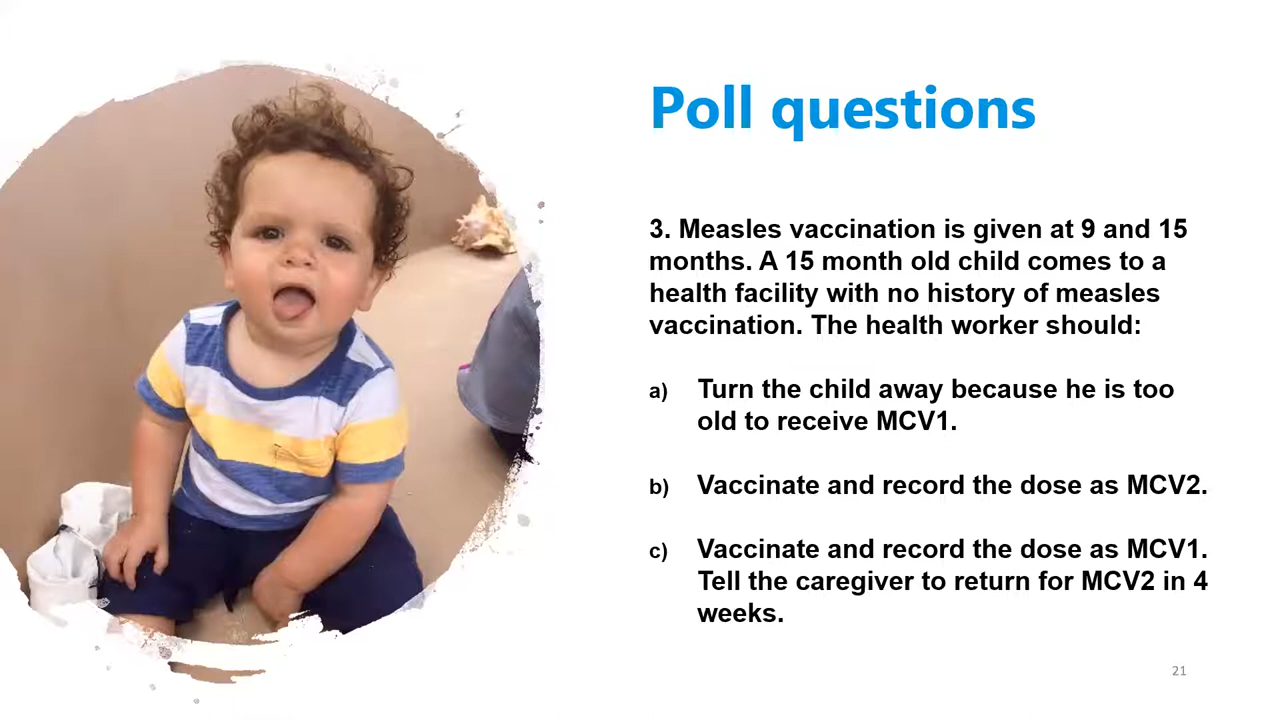 Poll questions
3. Measles vaccination is given at 9 and 15
months. A 15 month old child comes to a
health facility with no history of measles
vaccination. The health worker should:
a) Turn the child away because he is too
old to receive MCV1.
b) Vaccinate and record the dose as MCV2.
c) Vaccinate and record the dose as MCV1.
Tell the caregiver to return for MCV2 in 4
weeks.
21